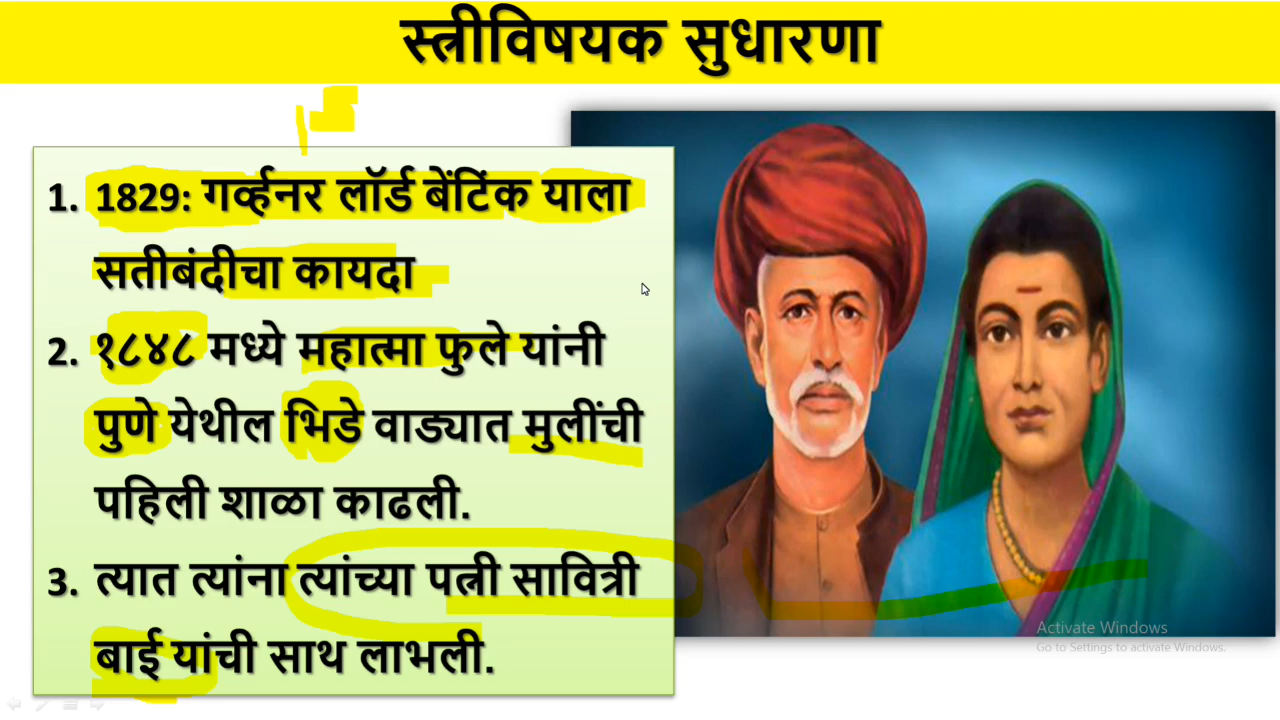 स्त्रीविषयक सुधारणा
1. 1829: गर्व्हनर लॉर्ड बेंटिंक याला
सतीबंदीचा कायदा
2. १८४८ मध्ये महात्मा फुले यांनी
पुणे येथील भिडे वाड्यात मुलींची
पहिली शाळा काढली.
3. त्यात त्यांना त्यांच्या पत्नी सावित्री
बाई यांची साथ लाभली.
Activate Windows
Go to Settings to activate Windows.